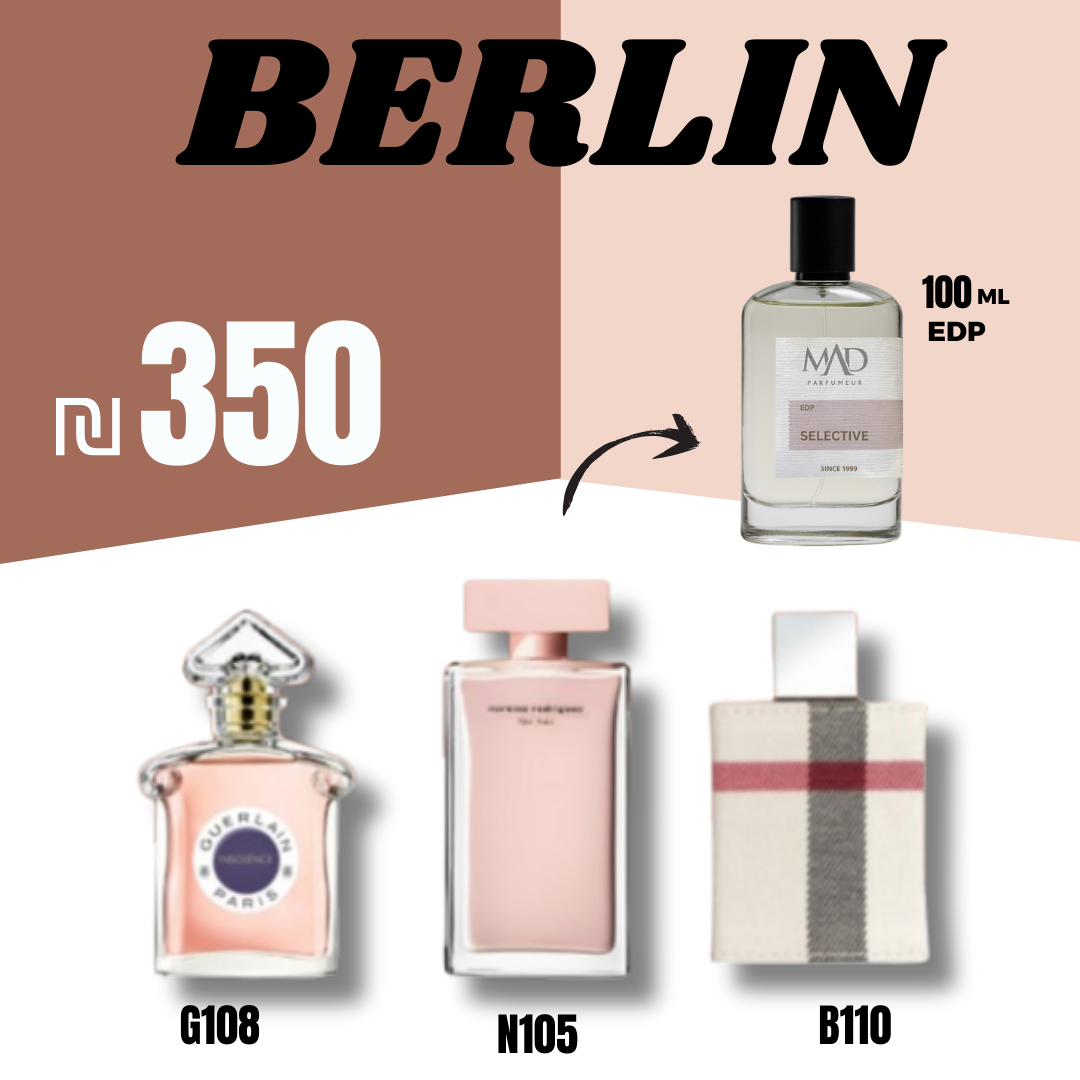 BERLIN
₪350
100 ML
EDP
MAD
PARFUMEUR
EDP
SELECTIVE
SINCE 1999
GUERLAIN
INSOLENCE
PARIS
narciso rodriguez
for her
G108
N105
B110